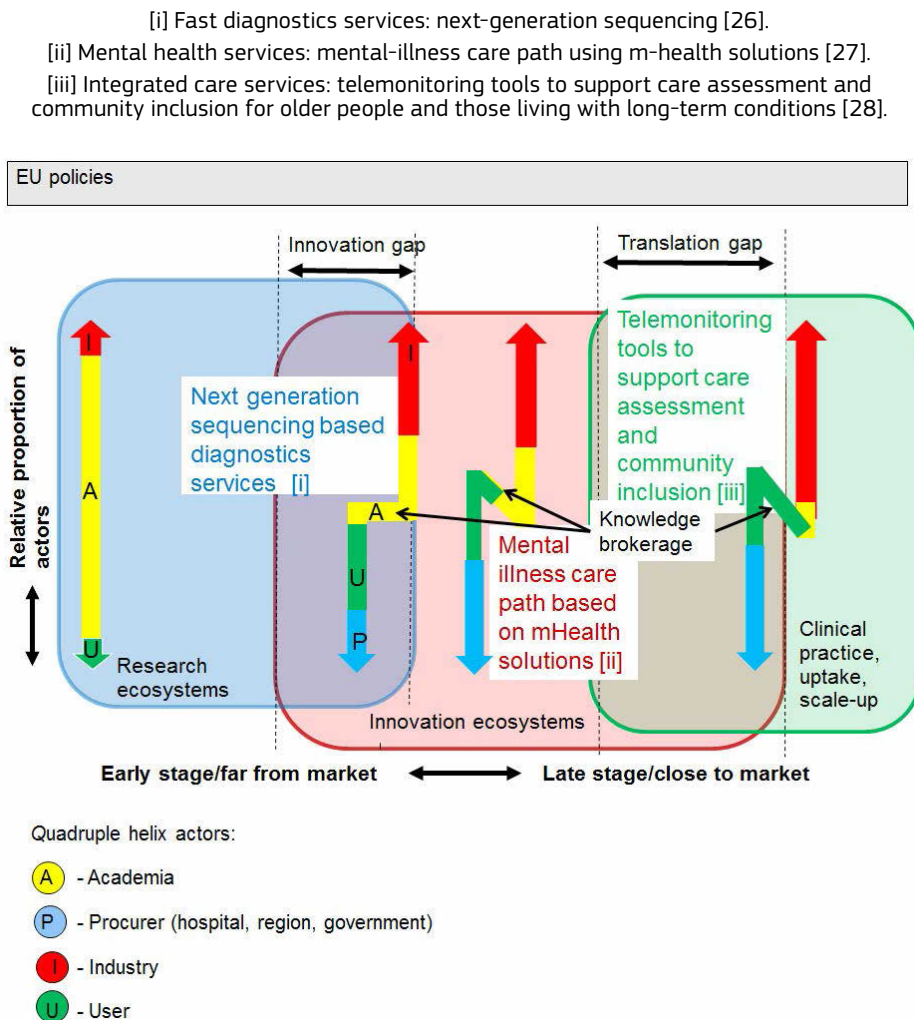 [i] Fast diagnostics services: next-generation sequencing [26].
[ii] Mental health services: mental-illness care path using m-health solutions [27].
[iii] Integrated care services: telemonitoring tools to support care assessment and
community inclusion for older people and those living with long-term conditions [28].
EU policies
Innovation gap
Translation gap
Relative proportion of
actors
I
A
U
Research
ecosystems
Next generation
sequencing based
diagnostics
services [i]
I
A
U
P
Mental
illness care
path based
on mHealth
solutions [ii]
Telemonitoring
tools to
support care
assessment
and
community
inclusion [iii]
Knowledge
brokerage
Innovation ecosystems
Clinical
practice,
uptake,
scale-up
Early stage/far from market
Late stage/close to market
Quadruple helix actors:
A - Academia
P - Procurer (hospital, region, government)
I - Industry
U - User